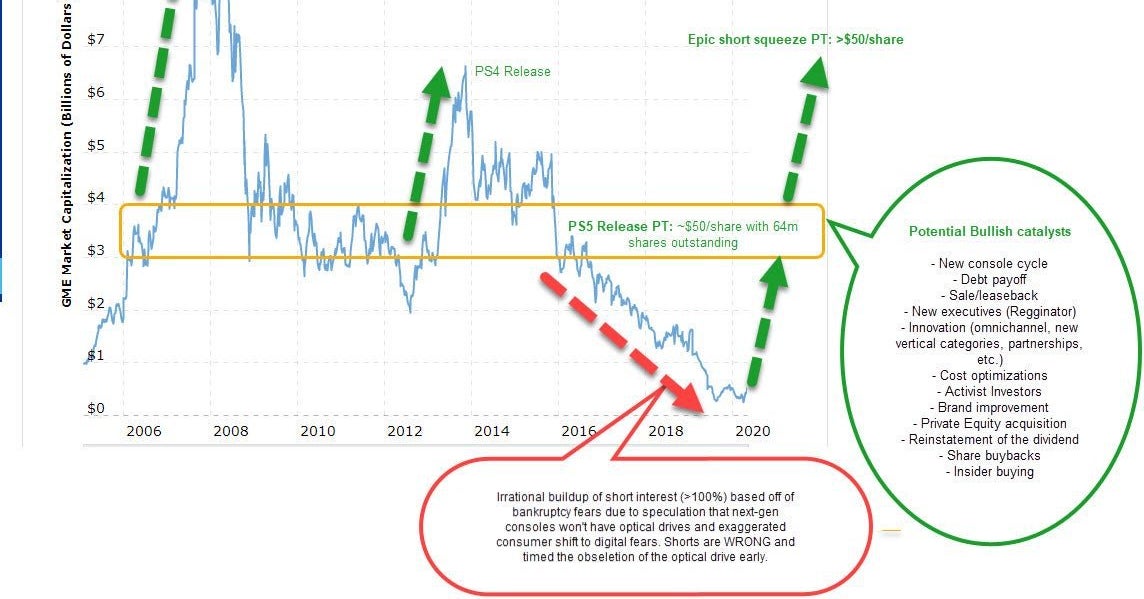 GME Market Capitalization (Billions of Dollars
$7
$6
$5
$4
$3
$2
$1
$0
2006
2008
2010
2012
2014
2016
2018
2020
PS4 Release
Epic short squeeze PT: >$50/share
PS5 Release PT: ~$50/share with 64m
shares outstanding
Potential Bullish catalysts
- New console cycle
- Debt payoff
- Sale/leaseback
- New executives (Regginator)
- Innovation (omnichannel, new
vertical categories, partnerships,
etc.)
- Cost optimizations
- Activist Investors
- Brand improvement
- Private Equity acquisition
- Reinstatement of the dividend
- Share buybacks
- Insider buying
Irrational buildup of short interest (>100%) based off of
bankruptcy fears due to speculation that next-gen
consoles won't have optical drives and exaggerated
consumer shift to digital fears. Shorts are WRONG and
timed the obseletion of the optical drive early.